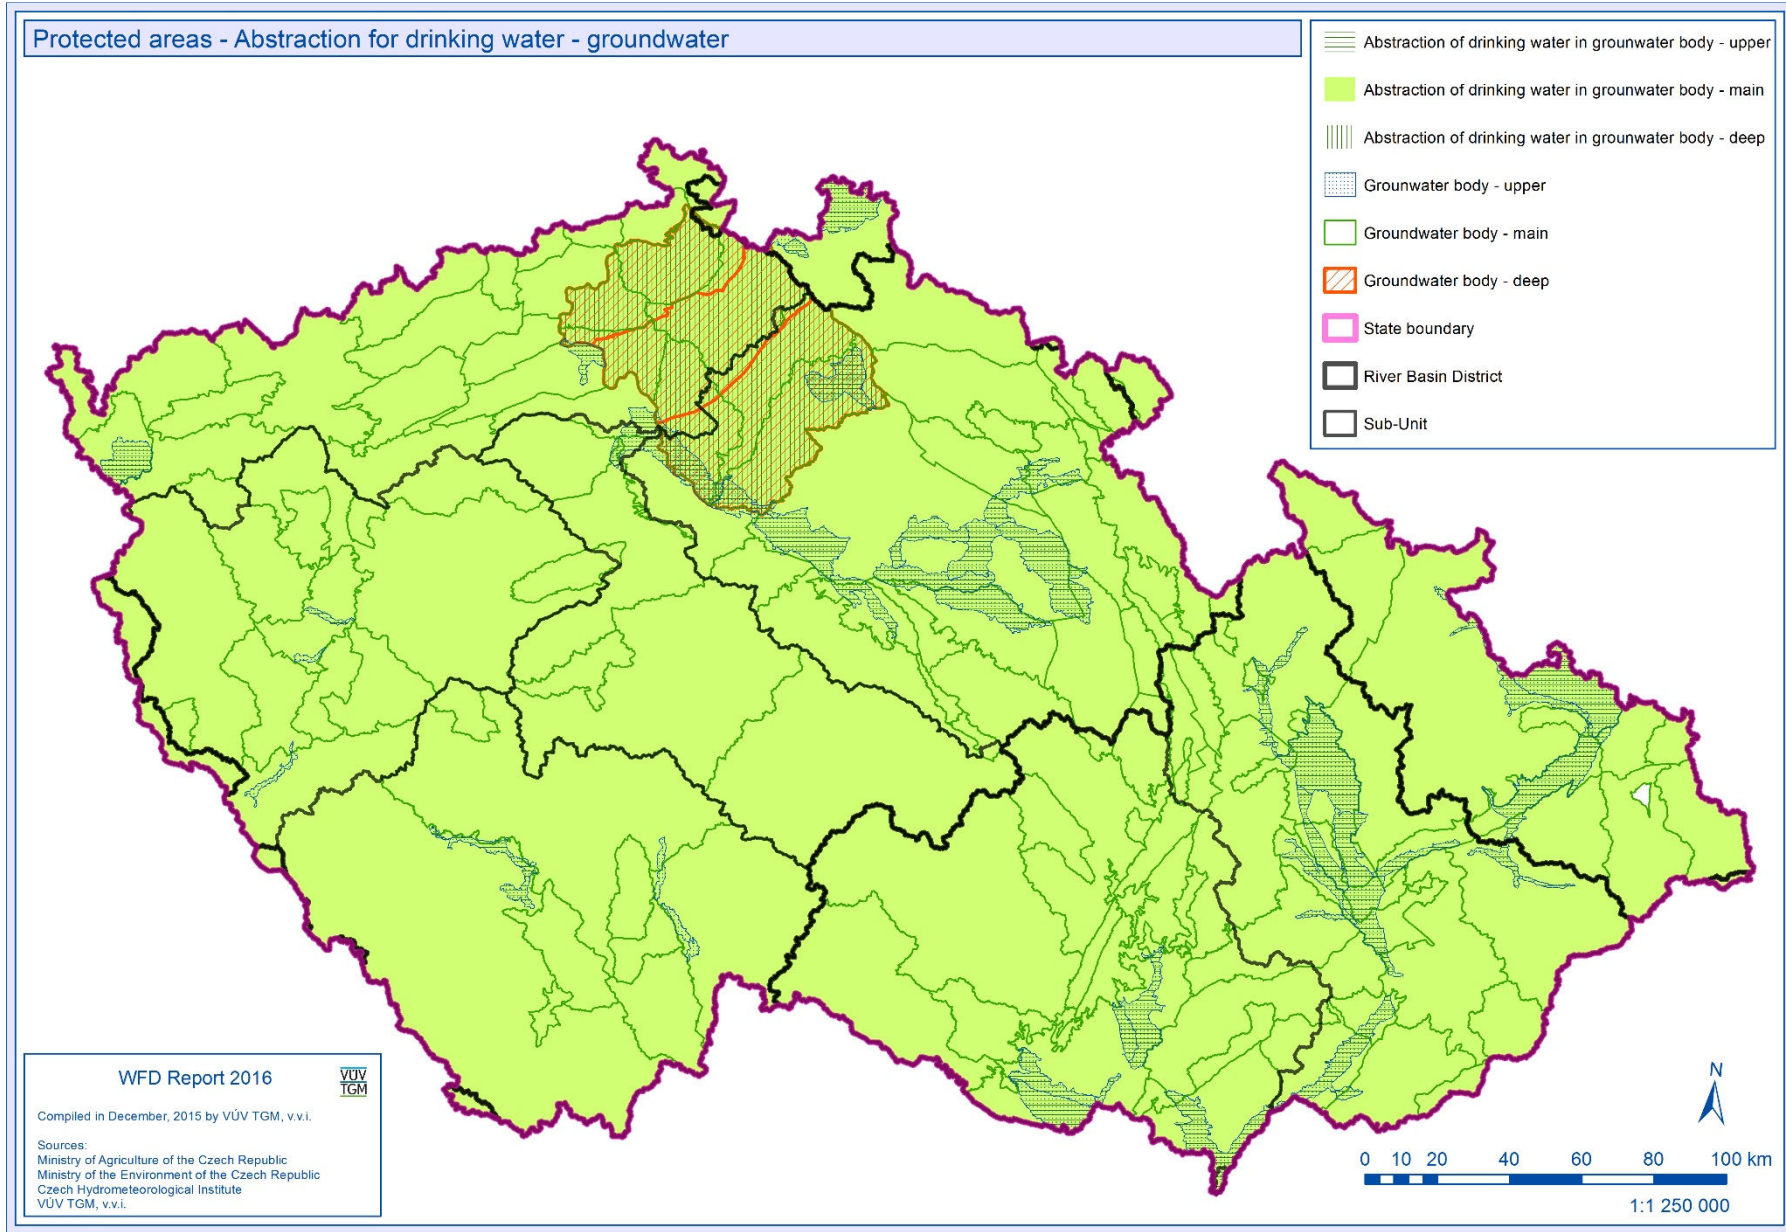 Protected areas - Abstraction for drinking water - groundwater
Abstraction of drinking water in grounwater body - upper
Abstraction of drinking water in grounwater body - main
Abstraction of drinking water in grounwater body - deep
Grounwater body - upper
Groundwater body - main
Groundwater body - deep
State boundary
River Basin District
Sub-Unit
WFD Report 2016
VÚV
TGM
Compiled in December, 2015 by VÚV TGM, v.v.i.
Sources:
Ministry of Agriculture of the Czech Republic
Ministry of the Environment of the Czech Republic
Czech Hydrometeorological Institute
VÚV TGM, v.v.i.
N
0 10 20 40 60 80 100 km
1:1 250 000